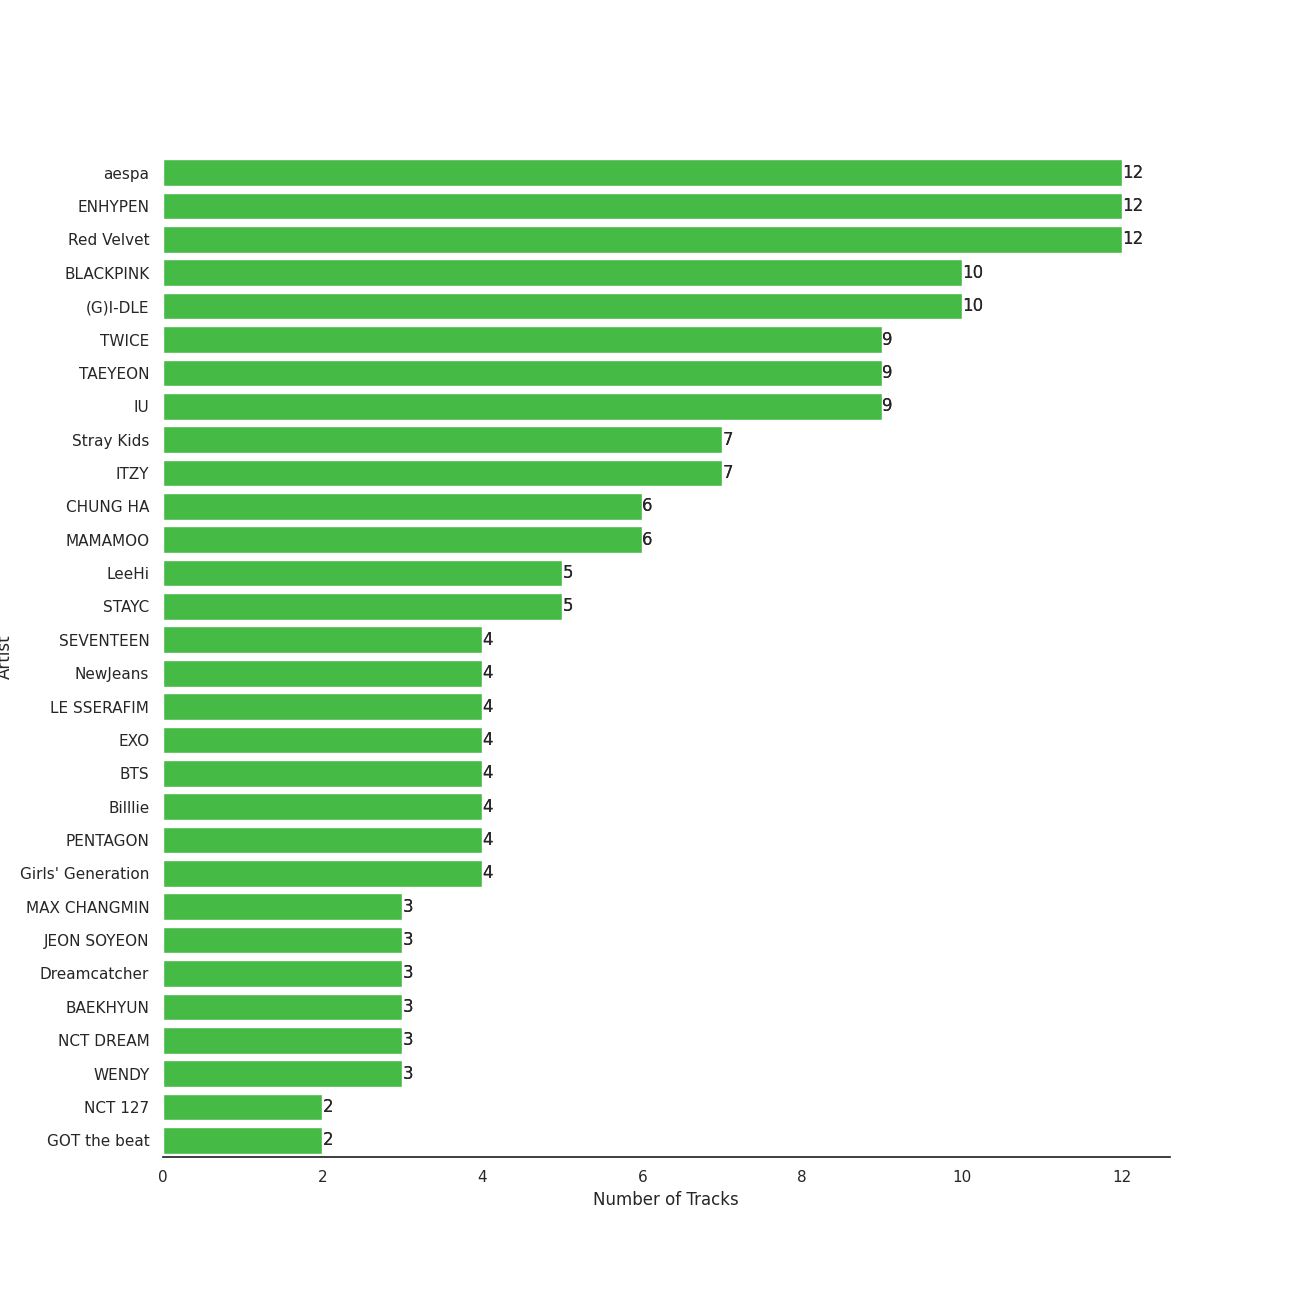 aespa 12
ENHYPEN 12
Red Velvet 12
BLACKPINK 10
(G)I-DLE 10
TWICE 9
TAEYEON 9
IU 9
Stray Kids 7
ITZY 7
CHUNG HA 6
MAMAMOO 6
LeeHi 5
STAYC 5
SEVENTEEN 4
NewJeans 4
LE SSERAFIM 4
EXO 4
BTS 4
Billlie 4
PENTAGON 4
Girls' Generation 4
MAX CHANGMIN 3
JEON SOYEON 3
Dreamcatcher 3
BAEKHYUN 3
NCT DREAM 3
WENDY 3
NCT 127 2
GOT the beat 2
0 2 4 6 8 10 12
Number of Tracks
Artist